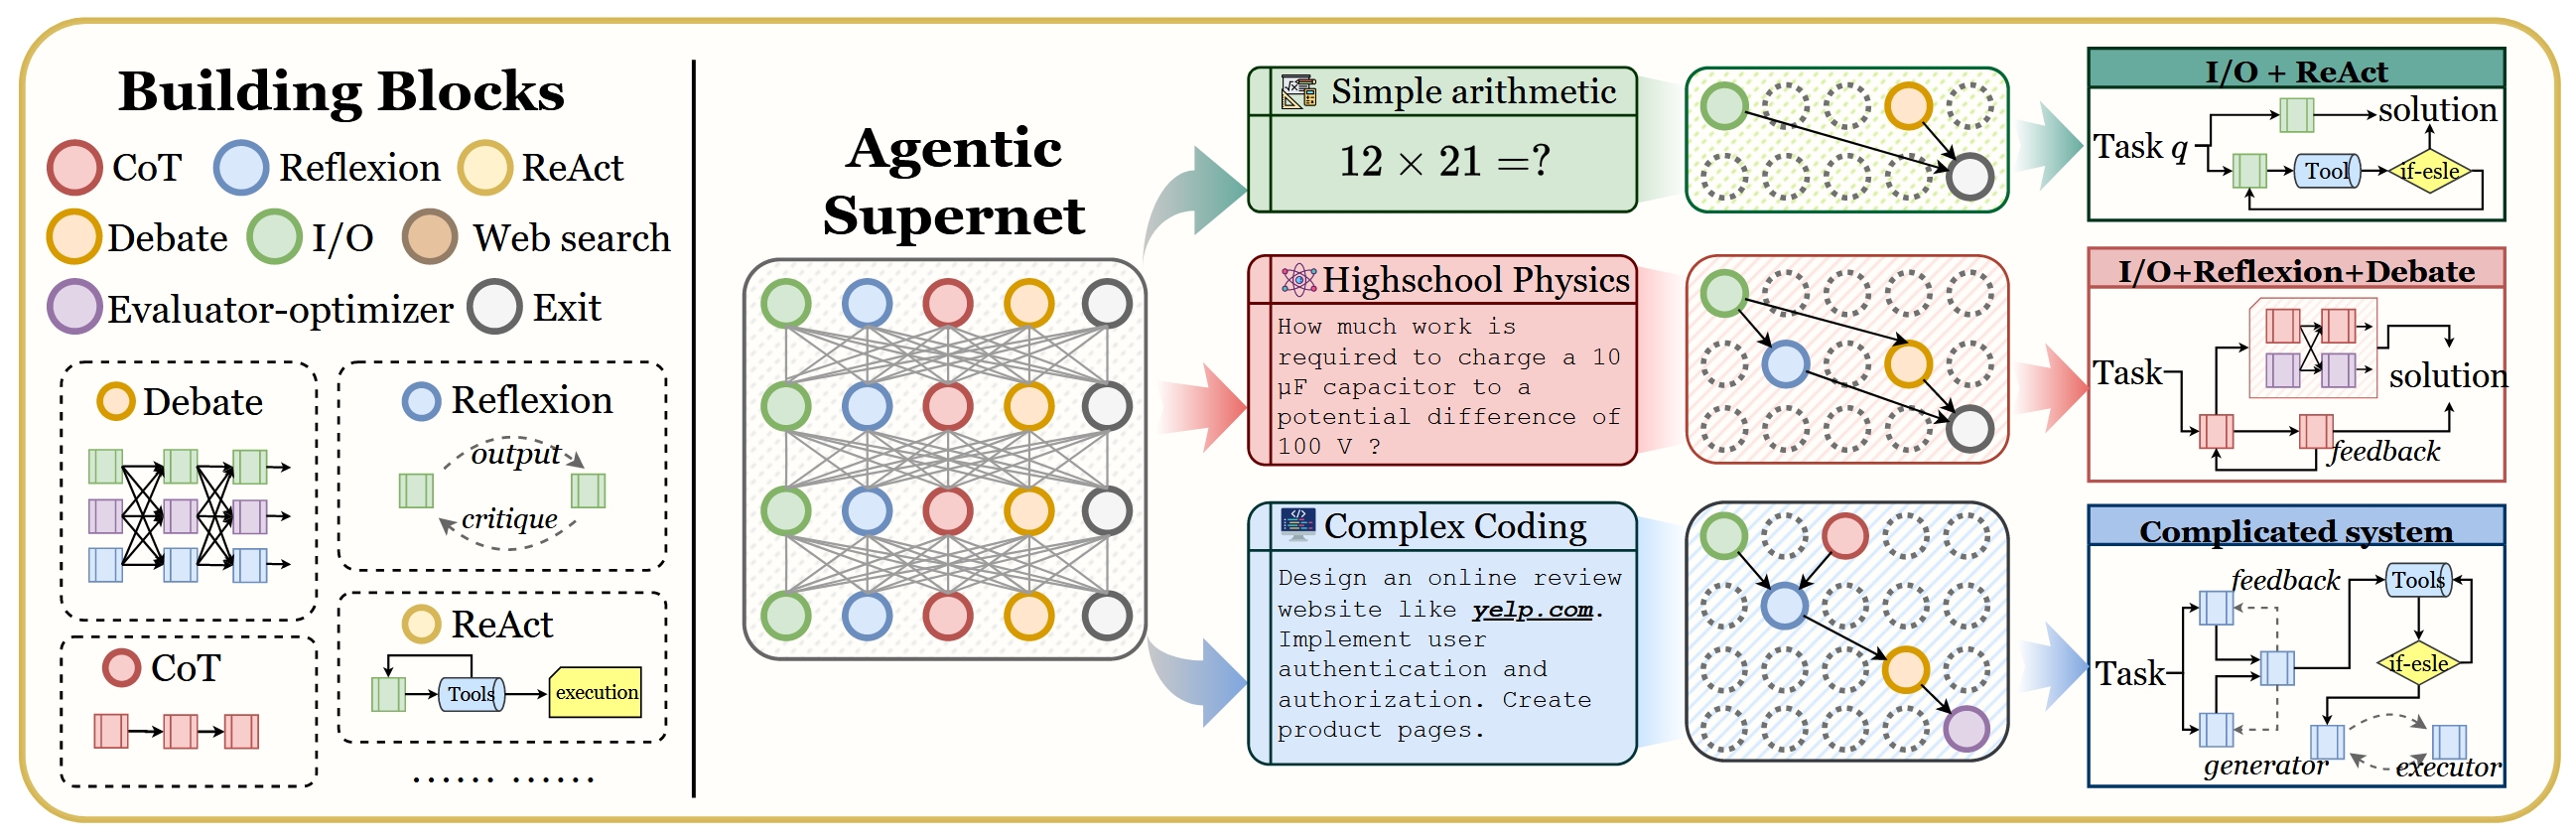 Building Blocks
CoT
Reflexion
ReAct
Debate
I/O
Web search
Evaluator-optimizer
Exit
Debate
Reflexion
output
critique
CoT
ReAct
Tools
execution
...... ......
Agentic
Supernet
Simple arithmetic
12 × 21 =?
Highschool Physics
How much work is
required to charge a 10
μF capacitor to a
potential difference of
100 V ?
Complex Coding
Design an online review
website like yelp.com.
Implement user
authentication and
authorization. Create
product pages.
I/O + ReAct
Task q
solution
Tool
if-esle
I/O+Reflexion+Debate
Task
solution
feedback
Complicated system
feedback
Tools
Task
if-esle
generator
executor